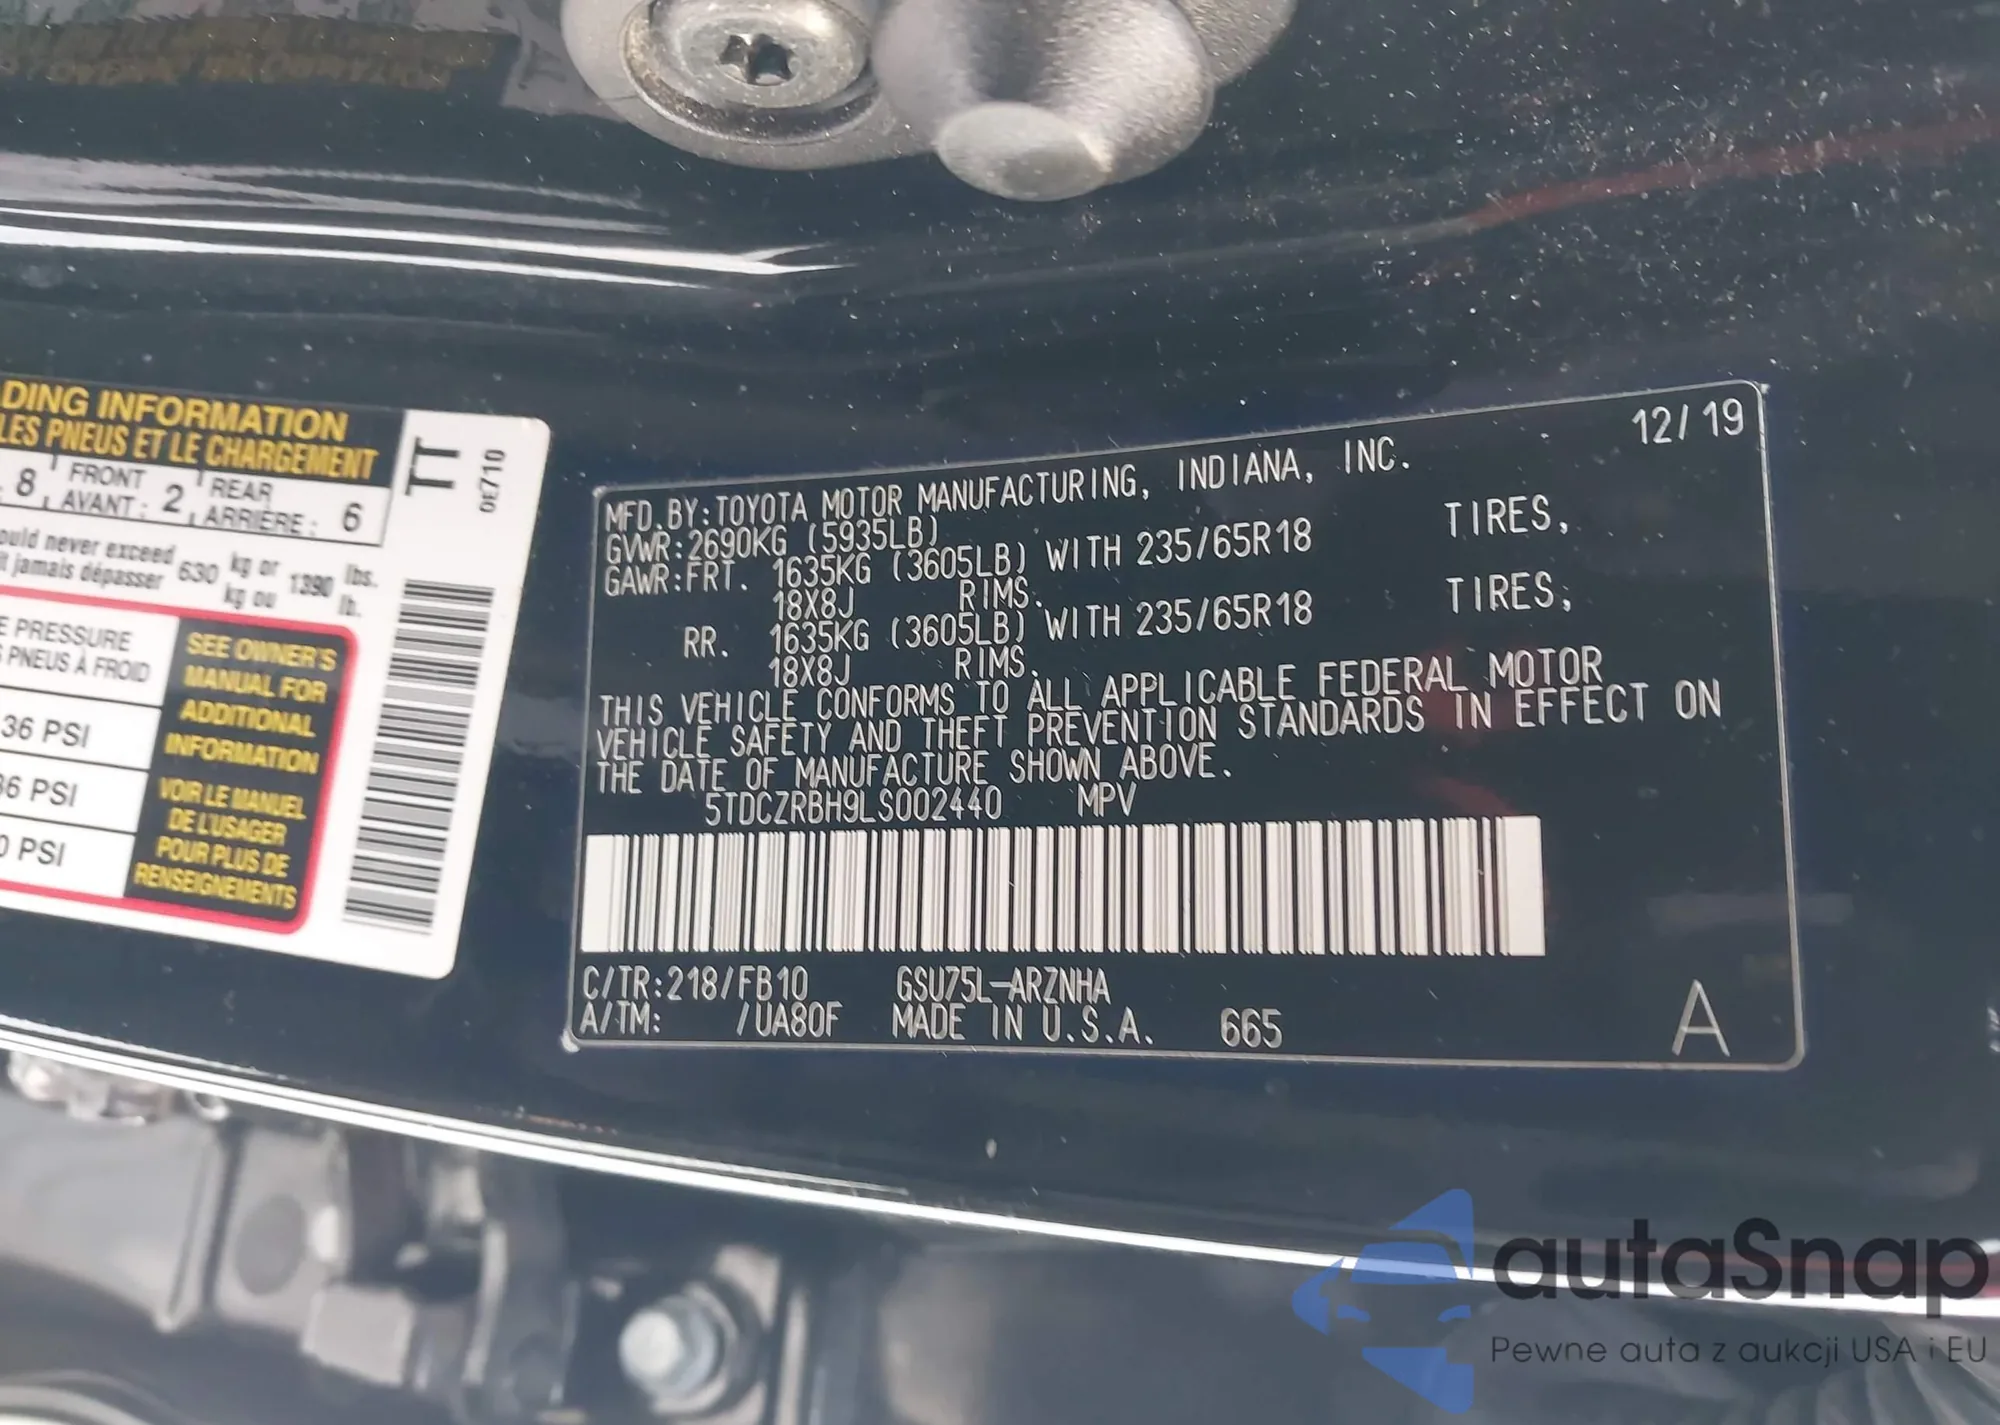 DING INFORMATION
LES PNEUS ET LE CHARGEMENT
8 FRONT AVANT : 2 REAR ARRIÈRE : 6
ould never exceed 630 kg or 1390 lbs.
t jamais dépasser kg ou lb.
E PRESSURE
PNEUS À FROID
36 PSI
36 PSI
0 PSI
SEE OWNER'S
MANUAL FOR
ADDITIONAL
INFORMATION
VOIR LE MANUEL
DE L'USAGER
POUR PLUS DE
RENSEIGNEMENTS
TT
0E710
12/19
MFD.BY:TOYOTA MOTOR MANUFACTURING, INDIANA, INC.
GVWR:2690KG (5935LB)
GAWR:FRT. 1635KG (3605LB) WITH 235/65R18 TIRES,
18X8J RIMS.
RR. 1635KG (3605LB) WITH 235/65R18 TIRES,
18X8J RIMS.
THIS VEHICLE CONFORMS TO ALL APPLICABLE FEDERAL MOTOR
VEHICLE SAFETY AND THEFT PREVENTION STANDARDS IN EFFECT ON
THE DATE OF MANUFACTURE SHOWN ABOVE.
5TDCZRBH9LS002440 MPV
C/TR:218/FB10 GSU75L-ARZNHA
A/TM: /UA80F MADE IN U.S.A. 665
A
autaSnap
Pewne auta z aukcji USA i EU